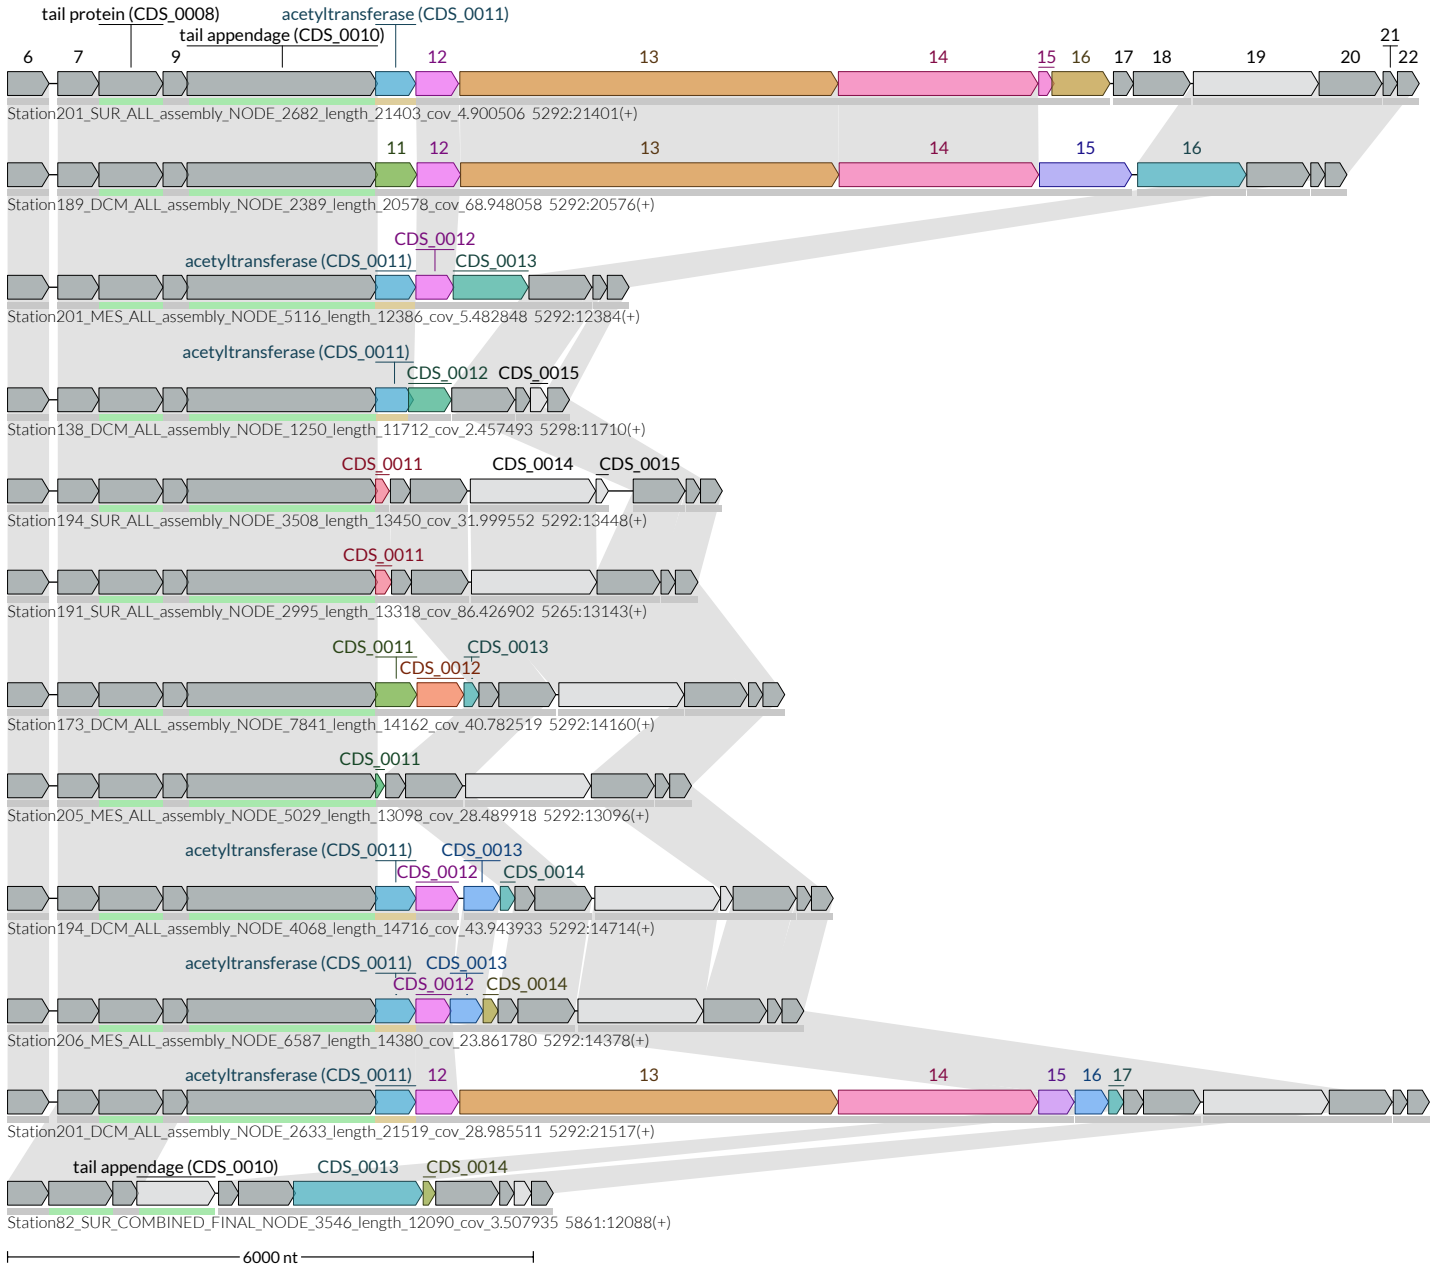 tail protein (CDS_0008) acetyltransferase (CDS_0011)
tail appendage (CDS_0010) 21
6 7 9 12 13 14 15 16 17 18 19 20 22
Station201_SUR_ALL_assembly_NODE_2682_length_21403_cov_4.900506 5292:21401(+)
11 12 13 14 15 16
Station189_DCM_ALL_assembly_NODE_2389_length_20578_cov_68.948058 5292:20576(+)
CDS_0012
acetyltransferase (CDS_0011) CDS_0013
Station201_MES_ALL_assembly_NODE_5116_length_12386_cov_5.482848 5292:12384(+)
acetyltransferase (CDS_0011)
CDS_0012 CDS_0015
Station138_DCM_ALL_assembly_NODE_1250_length_11712_cov_2.457493 5298:11710(+)
CDS_0011 CDS_0014 CDS_0015
Station194_SUR_ALL_assembly_NODE_3508_length_13450_cov_31.999552 5292:13448(+)
CDS_0011
Station191_SUR_ALL_assembly_NODE_2995_length_13318_cov_86.426902 5265:13143(+)
CDS_0011 CDS_0013
CDS_0012
Station173_DCM_ALL_assembly_NODE_7841_length_14162_cov_40.782519 5292:14160(+)
CDS_0011
Station205_MES_ALL_assembly_NODE_5029_length_13098_cov_28.489918 5292:13096(+)
acetyltransferase (CDS_0011) CDS_0013
CDS_0012 CDS_0014
Station194_DCM_ALL_assembly_NODE_4068_length_14716_cov_43.943933 5292:14714(+)
acetyltransferase (CDS_0011) CDS_0013
CDS_0012 CDS_0014
Station206_MES_ALL_assembly_NODE_6587_length_14380_cov_23.861780 5292:14378(+)
acetyltransferase (CDS_0011) 12 13 14 15 16 17
Station201_DCM_ALL_assembly_NODE_2633_length_21519_cov_28.985511 5292:21517(+)
tail appendage (CDS_0010) CDS_0013 CDS_0014
Station82_SUR_COMBINED_FINAL_NODE_3546_length_12090_cov_3.507935 5861:12088(+)
6000 nt